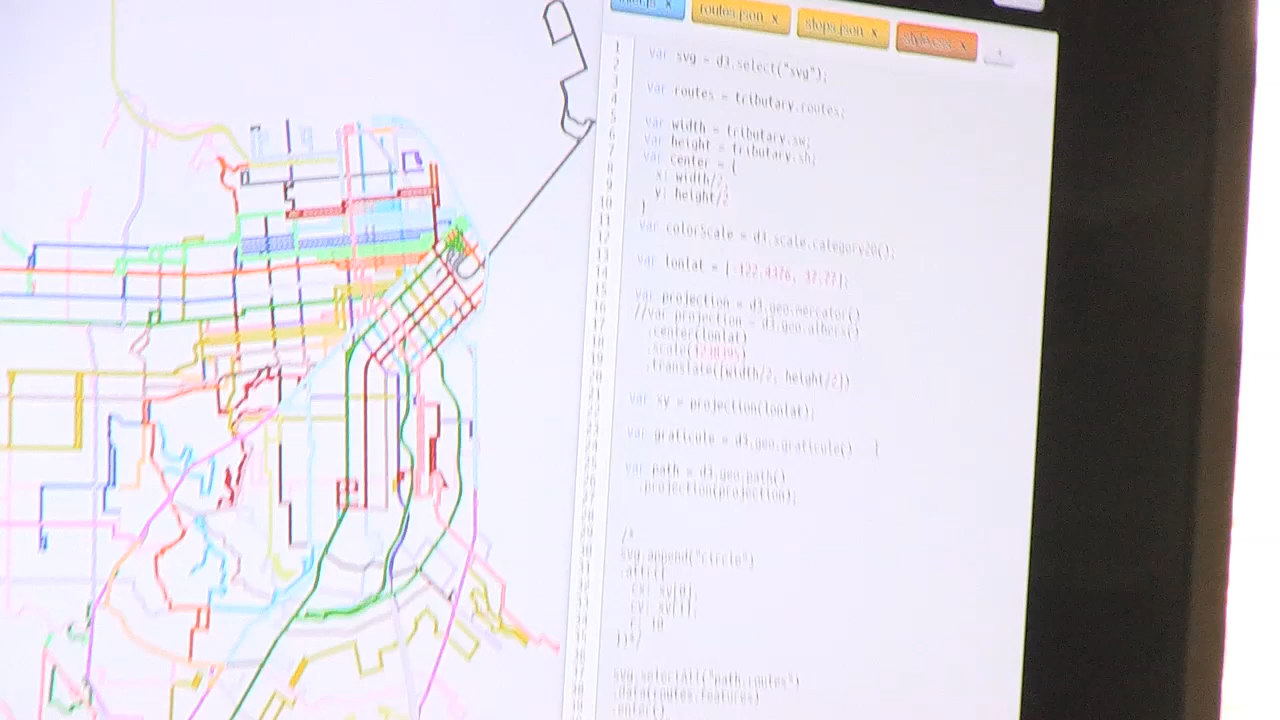 routes.json x
stops.json x
style.css x
var svg = d3.select("svg");
var routes = tributary.routes;
var width = tributary.sw;
var height = tributary.sh;
var center = {
x: width/2,
y: height/2
}
var colorScale = d3.scale.category20();
var lonlat = [-122.4376, 37.77];
var projection = d3.geo.mercator()
//var projection = d3.geo.albers()
.center(lonlat)
.translate([width/2, height/2])
var xy = projection(lonlat);
var graticule = d3.geo.graticule()
var path = d3.geo.path()
.projection(projection);
/*
svg.append("circle")
.attr({
cx: xy[0],
cy: xy[1],
r: 10
})*/
svg.selectAll("path.routes")
.data(routes.features)
.enter()